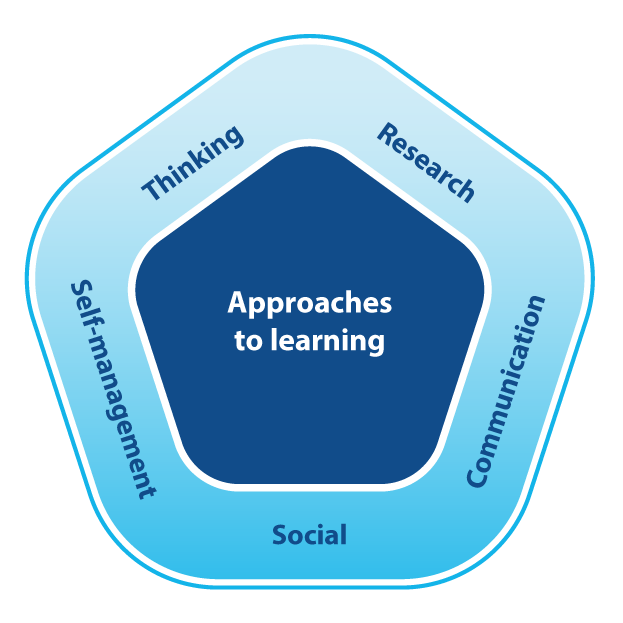 Thinking
Research
Self-management
Approaches
to learning
Communication
Social